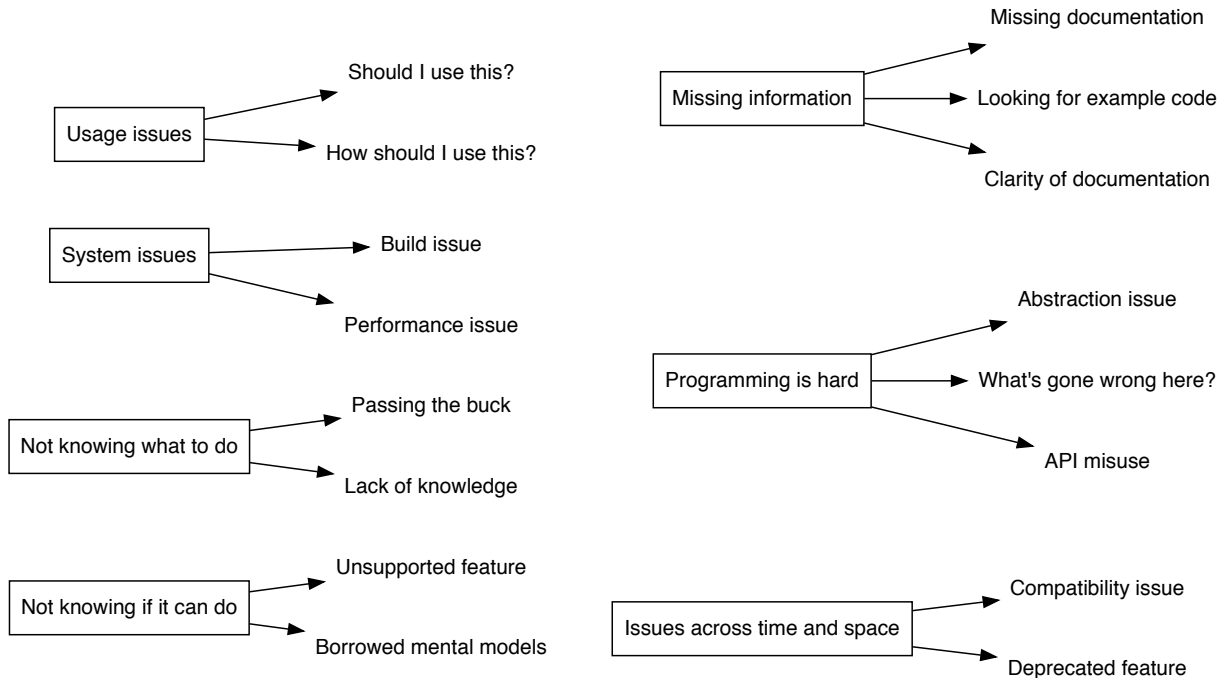 Usage issues
Should I use this?
How should I use this?
System issues
Build issue
Performance issue
Not knowing what to do
Passing the buck
Lack of knowledge
Not knowing if it can do
Unsupported feature
Borrowed mental models
Missing information
Missing documentation
Looking for example code
Clarity of documentation
Programming is hard
Abstraction issue
What's gone wrong here?
API misuse
Issues across time and space
Compatibility issue
Deprecated feature